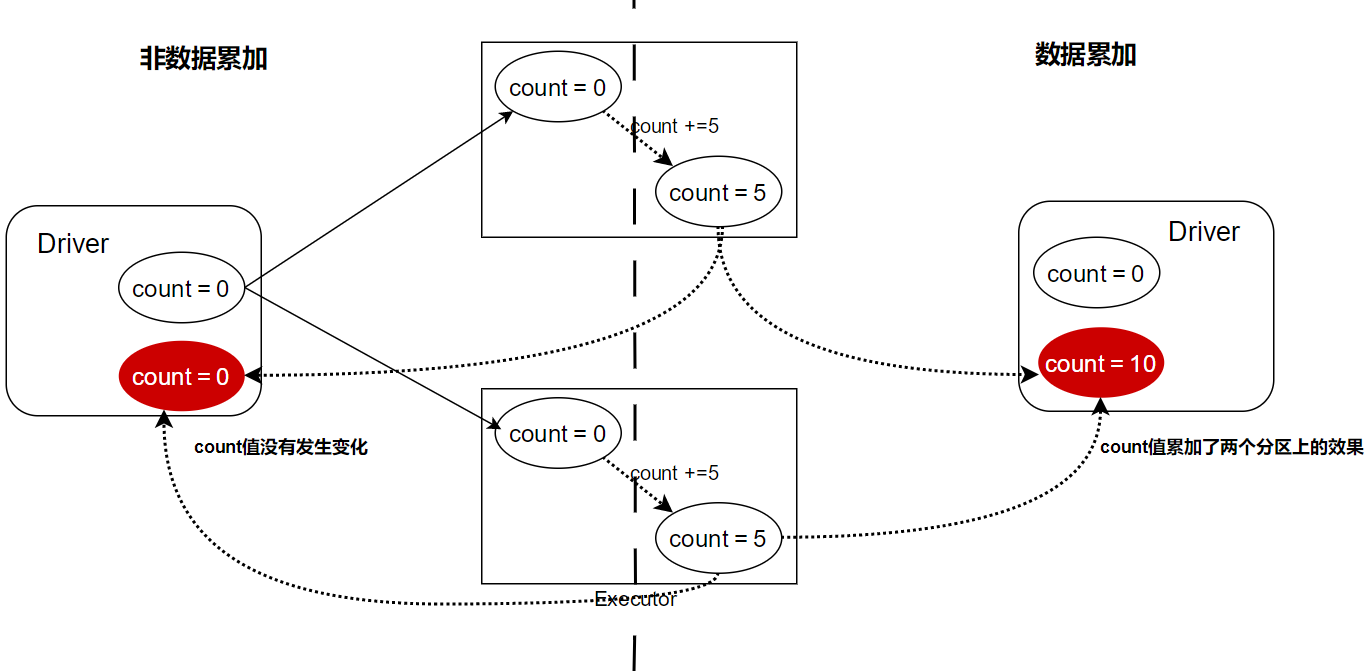 非数据累加
数据累加
count = 0
count +=5
count = 5
Driver
count = 0
count = 0
count值没有发生变化
Driver
count = 0
count = 10
count值累加了两个分区上的效果
count = 0
count +=5
count = 5
Executor